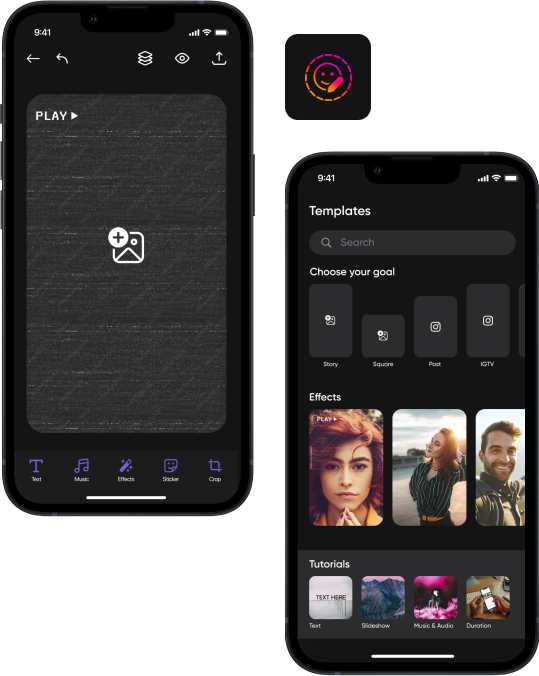 9:41
PLAY
Text Music Effects Sticker Crop
9:41
Templates
Search
Choose your goal
Story Square Post IGTV
Effects
PLAY
Tutorials
TEXT HERE
Text Slideshow Music & Audio Duration